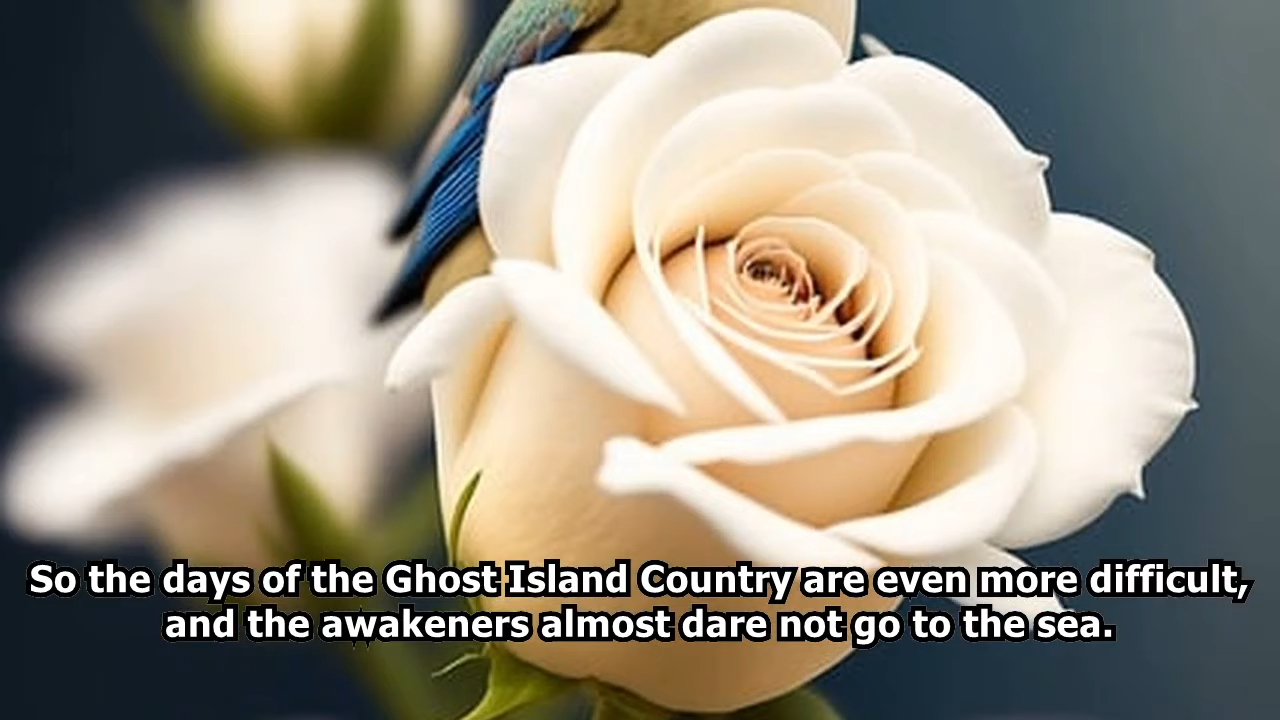 So the days of the Ghost Island Country are even more difficult,
and the awakeners almost dare not go to the sea.